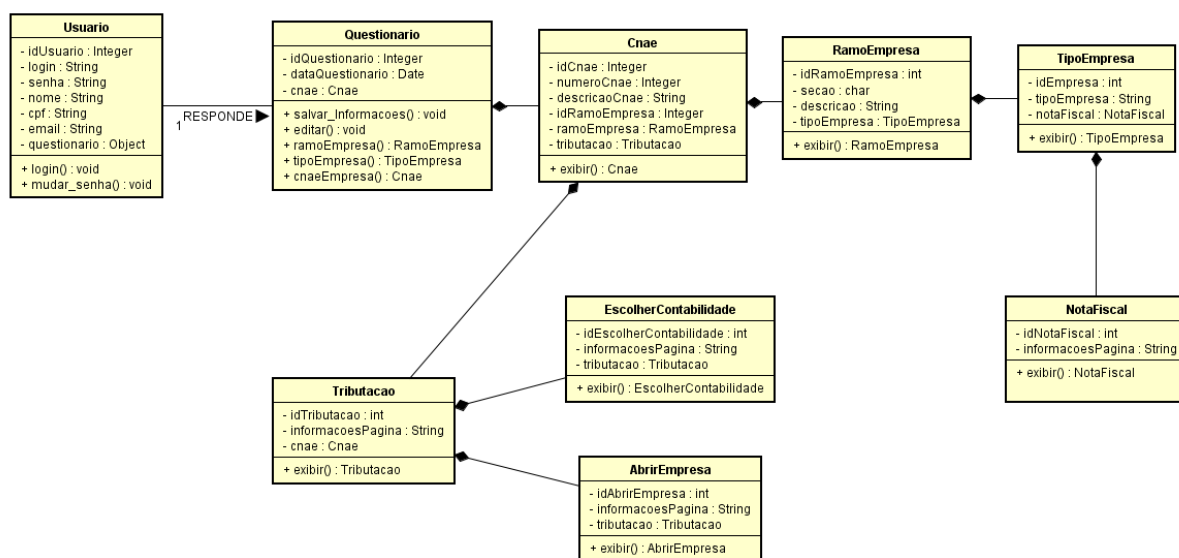 Usuario
- idUsuario : Integer
- login : String
- senha : String
- nome : String
- cpf : String
- email : String
- questionario : Object
+ login() : void
+ mudar_senha() : void
RESPONDE
1
Questionario
- idQuestionario : Integer
- dataQuestionario : Date
- cnae : Cnae
+ salvar_Informacoes() : void
+ editar() : void
+ ramoEmpresa() : RamoEmpresa
+ tipoEmpresa() : TipoEmpresa
+ cnaeEmpresa() : Cnae
Cnae
- idCnae : Integer
- numeroCnae : Integer
- descricaoCnae : String
- idRamoEmpresa : Integer
- ramoEmpresa : RamoEmpresa
- tributacao : Tributacao
+ exibir() : Cnae
RamoEmpresa
- idRamoEmpresa : int
- secao : char
- descricao : String
- tipoEmpresa : TipoEmpresa
+ exibir() : RamoEmpresa
TipoEmpresa
- idEmpresa : int
- tipoEmpresa : String
- notaFiscal : NotaFiscal
+ exibir() : TipoEmpresa
EscolherContabilidade
- idEscolherContabilidade : int
- informacoesPagina : String
- tributacao : Tributacao
+ exibir() : EscolherContabilidade
NotaFiscal
- idNotaFiscal : int
- informacoesPagina : String
+ exibir() : NotaFiscal
Tributacao
- idTributacao : int
- informacoesPagina : String
- cnae : Cnae
+ exibir() : Tributacao
AbrirEmpresa
- idAbrirEmpresa : int
- informacoesPagina : String
- tributacao : Tributacao
+ exibir() : AbrirEmpresa